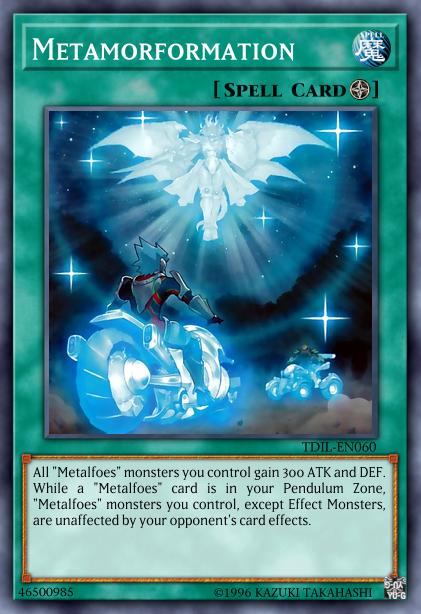 METAMORFORMATION
SPELL
魔
[SPELL CARD]
TDIL-EN060
All "Metalfoes" monsters you control gain 300 ATK and DEF.
While a "Metalfoes" card is in your Pendulum Zone,
"Metalfoes" monsters you control, except Effect Monsters,
are unaffected by your opponent's card effects.
46500985
©1996 KAZUKI TAKAHASHI